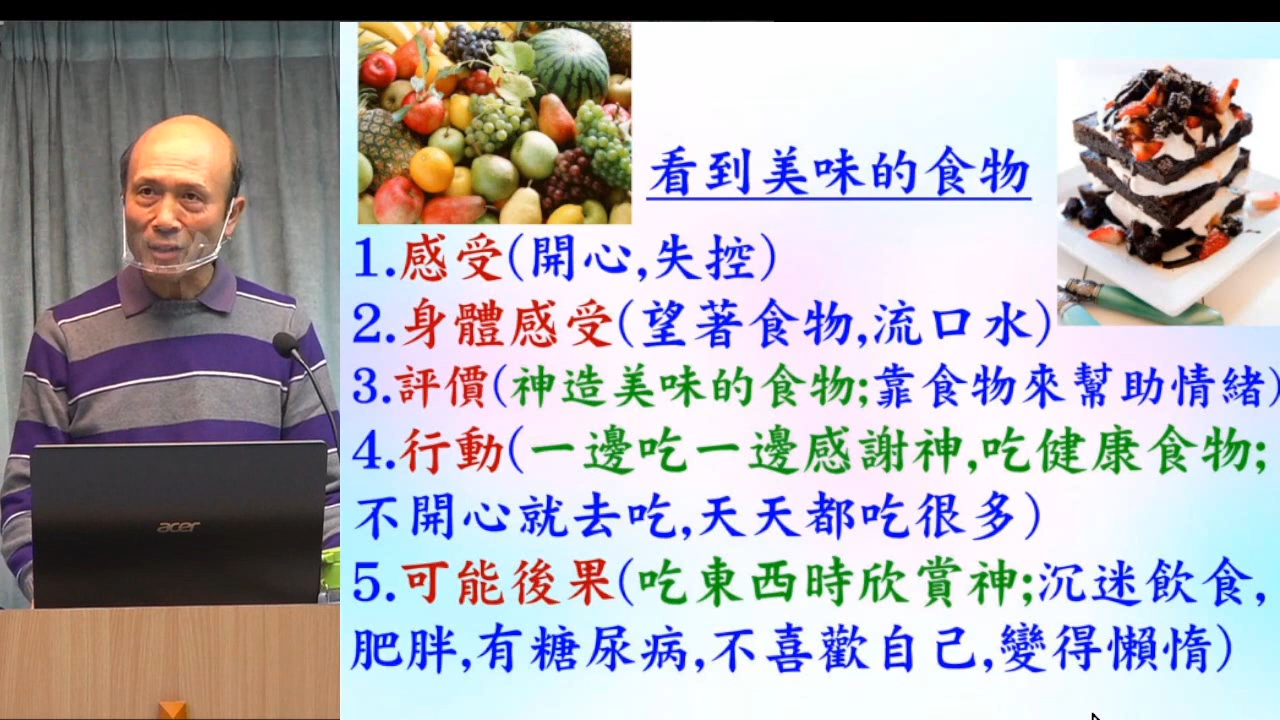 看到美味的食物
1.感受(開心,失控)
2.身體感受(望著食物,流口水)
3.評價(神造美味的食物;靠食物來幫助情緒)
4.行動(一邊吃一邊感謝神,吃健康食物;
不開心就去吃,天天都吃很多)
5.可能後果(吃東西時欣賞神;沉迷飲食,
肥胖,有糖尿病,不喜歡自己,變得懶惰)
acer